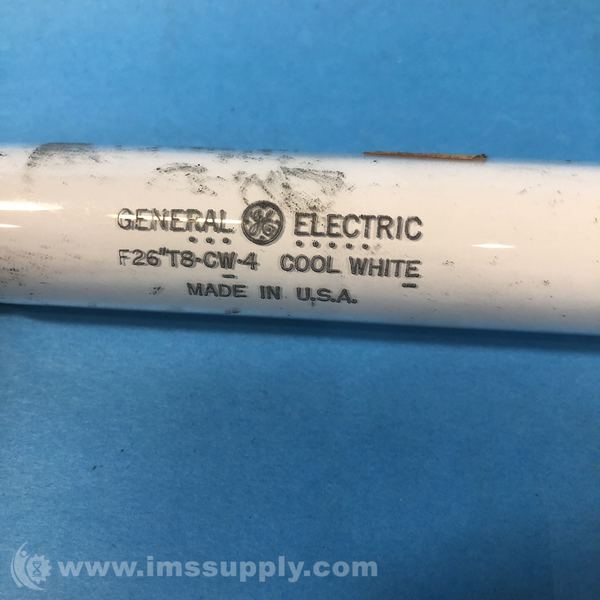 GENERAL GE ELECTRIC
F26"T8-CW-4 COOL WHITE
MADE IN U.S.A.
www.imssupply.com